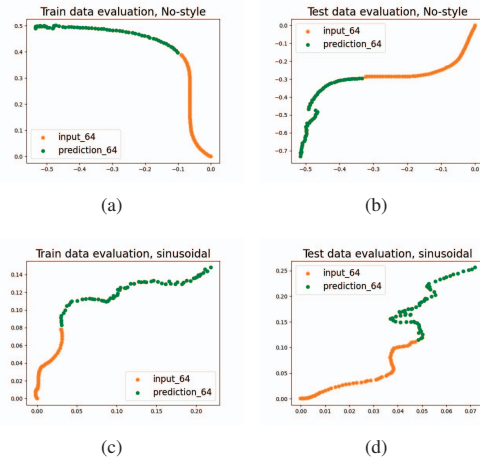 Train data evaluation, No-style
0.5
0.4
0.3
0.2
0.1
0.0
input_64
prediction_64
−0.5 −0.4 −0.3 −0.2 −0.1 0.0
(a)
Test data evaluation, No-style
0.0
−0.1
−0.2
−0.3
−0.4
−0.5
−0.6
−0.7
input_64
prediction_64
−0.5 −0.4 −0.3 −0.2 −0.1 0.0
(b)
Train data evaluation, sinusoidal
0.14
0.12
0.10
0.08
0.06
0.04
0.02
0.00
input_64
prediction_64
0.00 0.05 0.10 0.15 0.20
(c)
Test data evaluation, sinusoidal
0.25
0.20
0.15
0.10
0.05
0.00
input_64
prediction_64
0.00 0.01 0.02 0.03 0.04 0.05 0.06 0.07
(d)